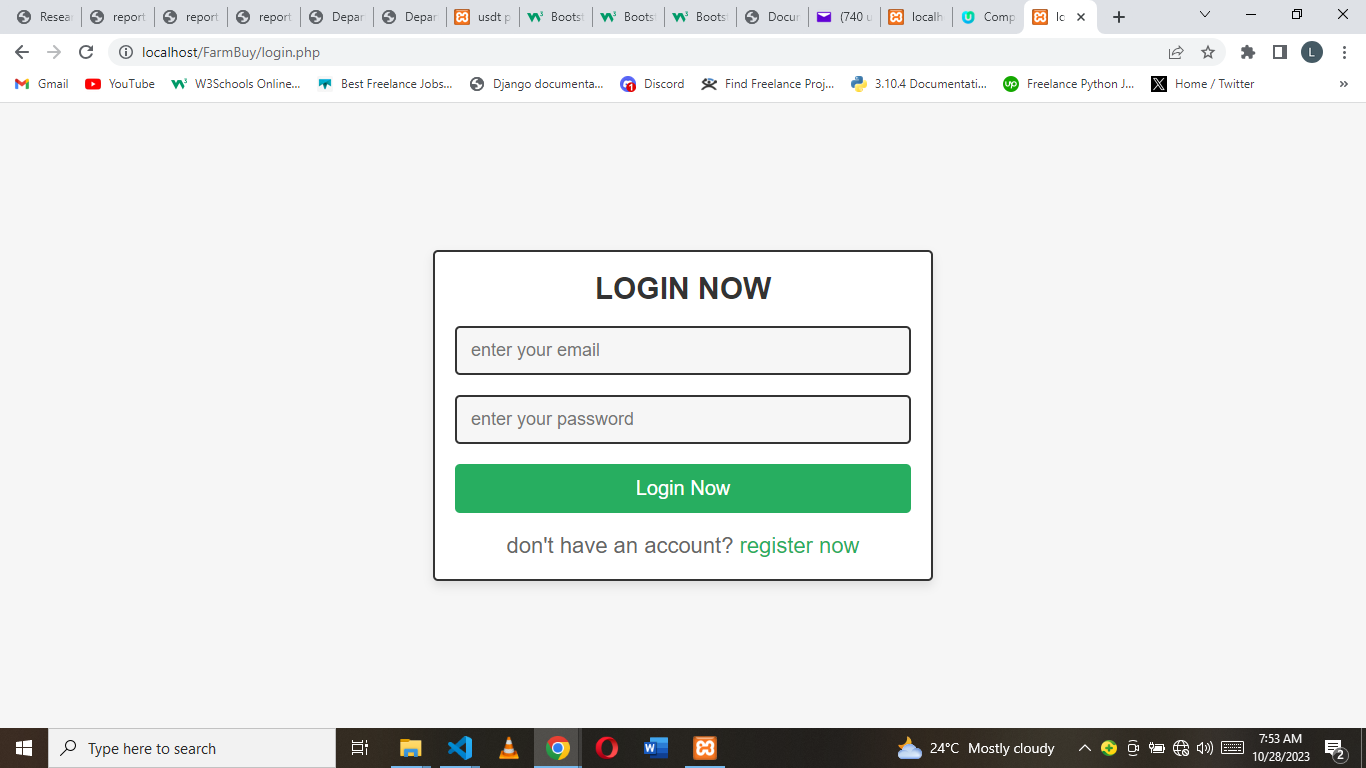 Resea report report report Depar Depar usdt p Boots Boots Boots Docur (740 u localh Comp lo
localhost/FarmBuy/login.php
L
Gmail YouTube W3Schools Online... Best Freelance Jobs... Django documenta... Discord Find Freelance Proj... 3.10.4 Documentati... Freelance Python J... Home / Twitter »
LOGIN NOW
enter your email
enter your password
Login Now
don't have an account? register now
Type here to search
24°C Mostly cloudy
7:53 AM
10/28/2023
2